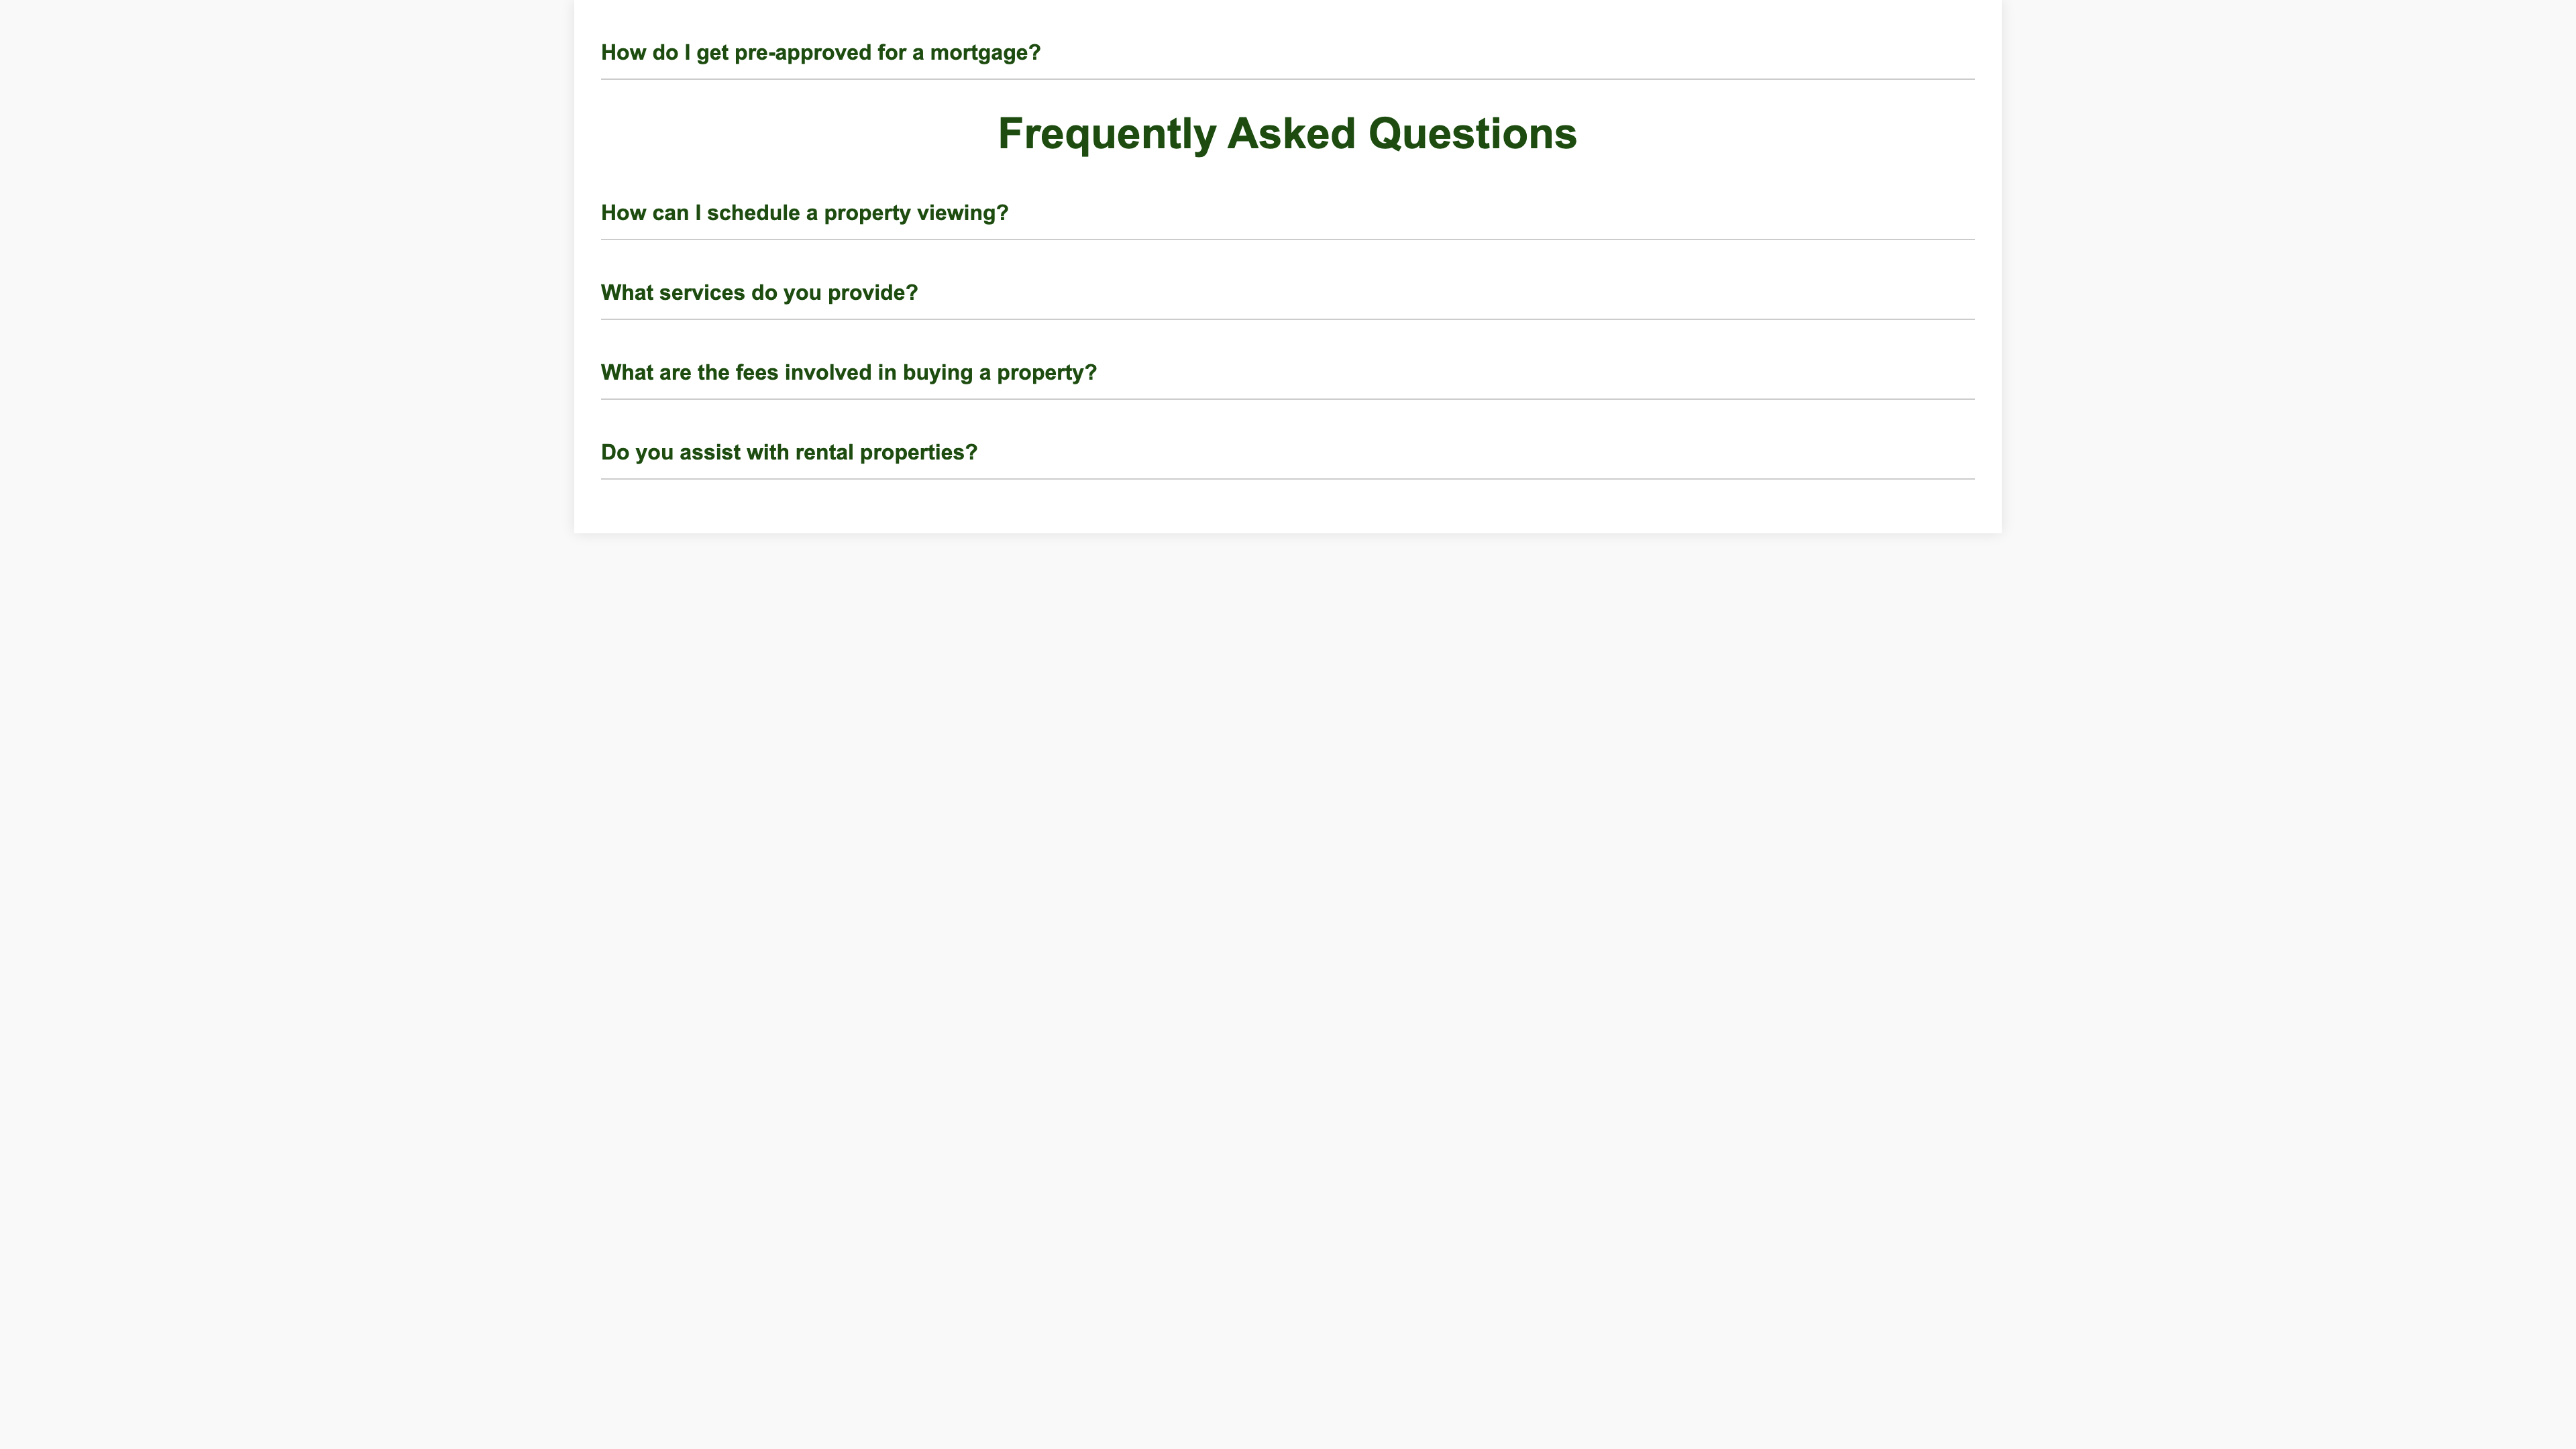 How do I get pre-approved for a mortgage?
Frequently Asked Questions
How can I schedule a property viewing?
What services do you provide?
What are the fees involved in buying a property?
Do you assist with rental properties?